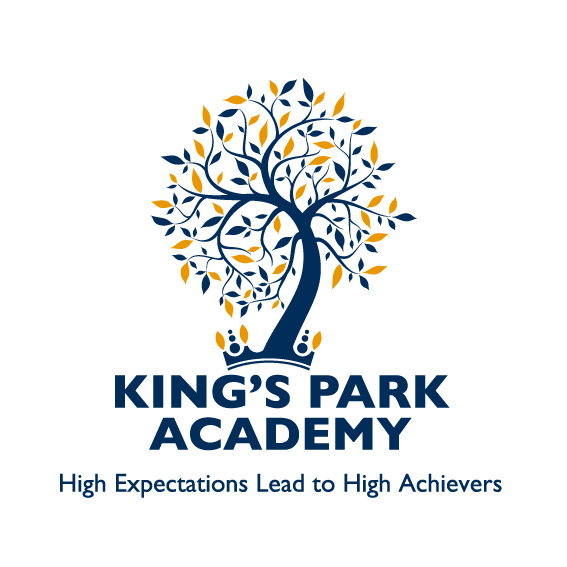 KING’S PARK
ACADEMY
High Expectations Lead to High Achievers